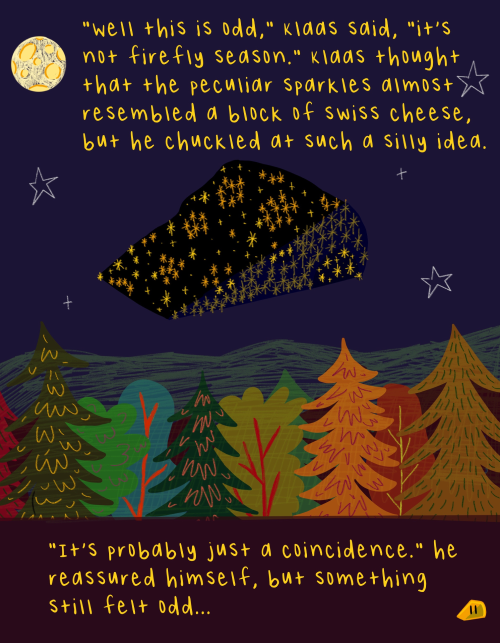 "Well this is odd," Klaas said, "it's
not firefly season." Klaas thought
that the peculiar sparkles almost
resembled a block of swiss cheese,
but he chuckled at such a silly idea.
"It's probably just a coincidence." he
reassured himself, but something
still felt odd...
11